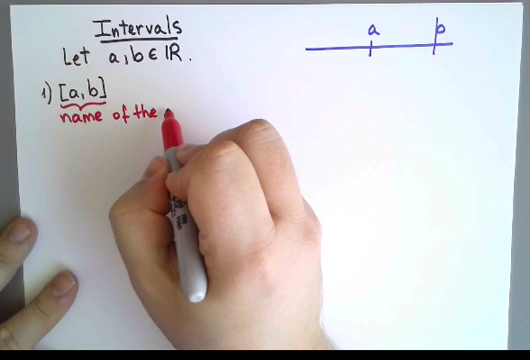 Intervals
Let a,b ∈ ℝ.
a b
1) [a,b]
name of the